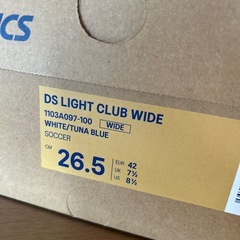 ICS
DS LIGHT CLUB WIDE
1103A097-100 WIDE
WHITE/TUNA BLUE
SOCCER
CM 26.5
EUR 42
UK 7½
US 8½